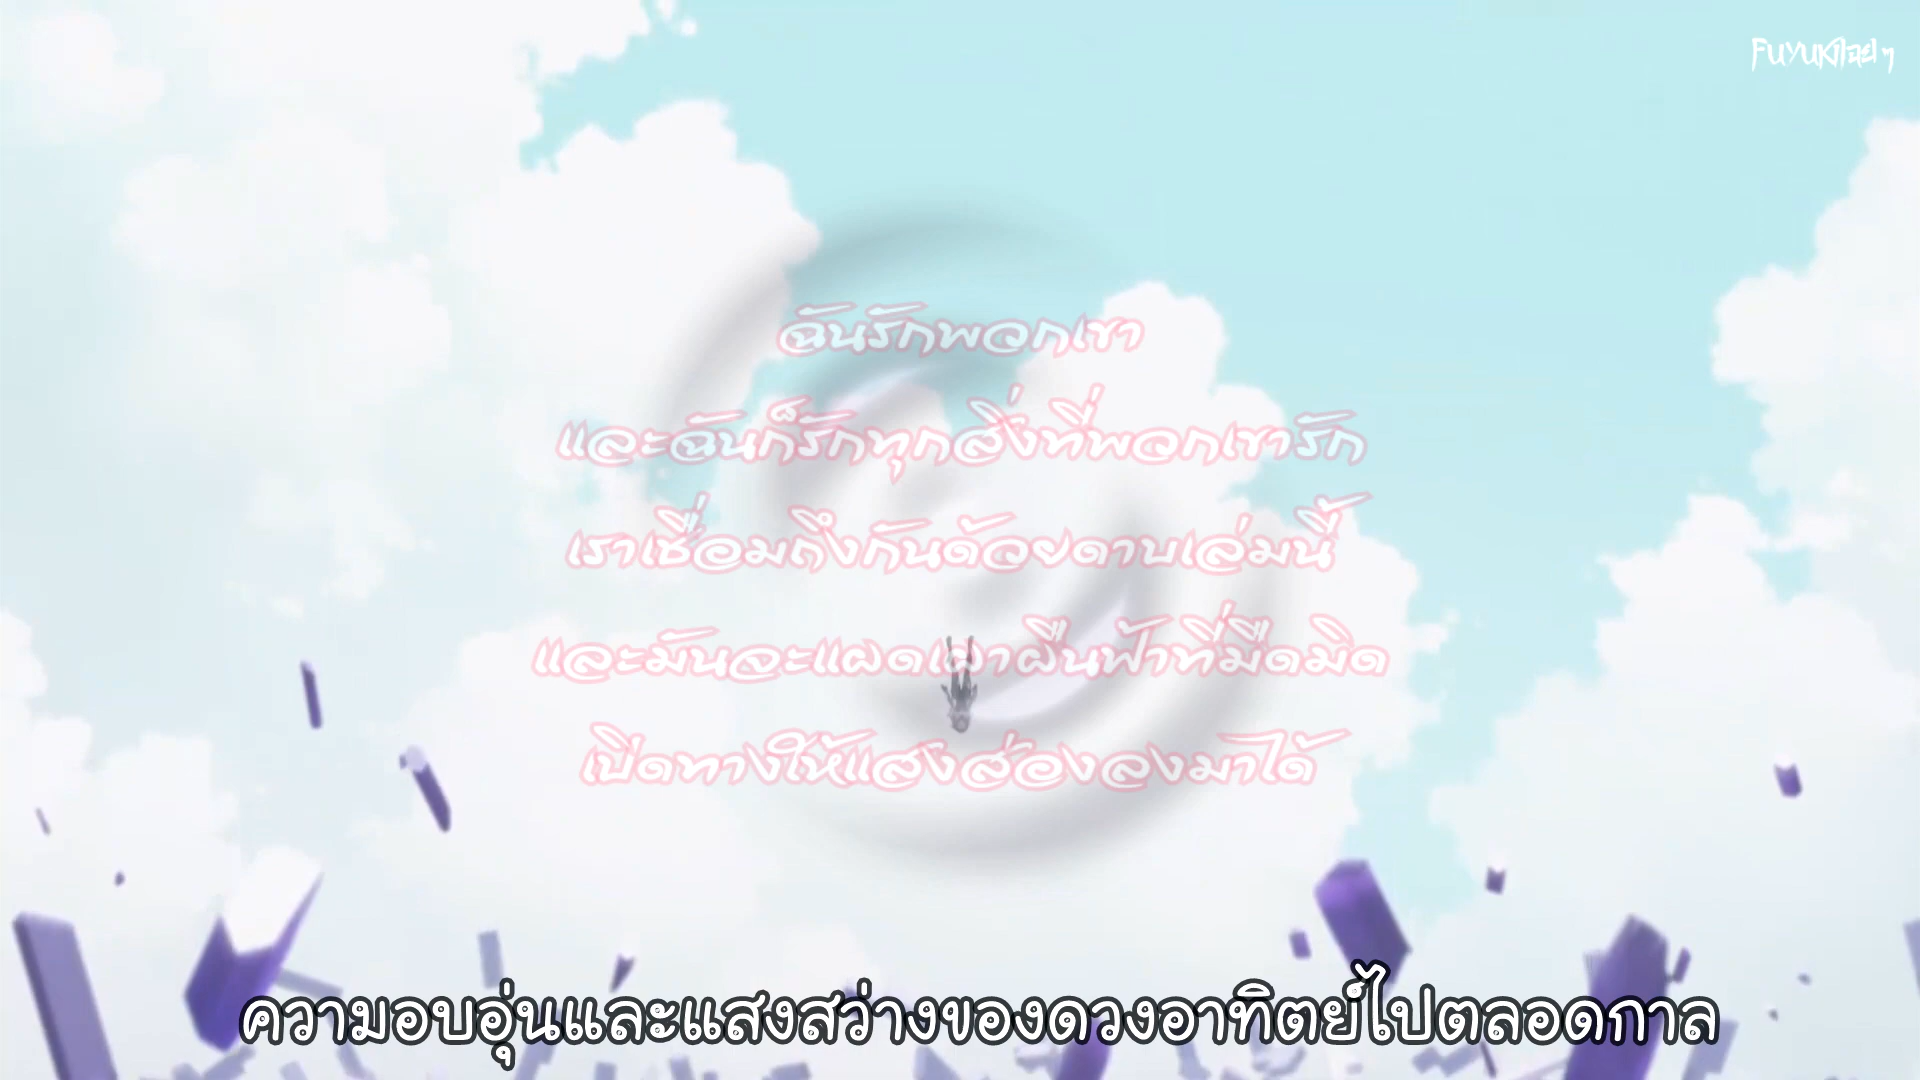 Fuyukiไฉยๆ
ฉันรักพวกเขา
และฉันก็รักทุกสิ่งที่พวกเขารัก
เราเชื่อมถึงกันด้วยดาบเล่มนี้
และมันจะแผดเผาผืนฟ้าที่มืดมิด
เปิดทางให้แสงส่องลงมาได้
ความอบอุ่นและแสงสว่างของดวงอาทิตย์ไปตลอดกาล